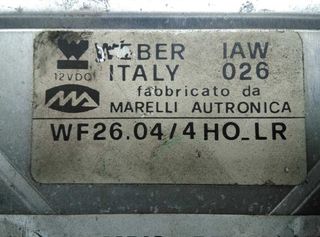 WEBER IAW
12VDC
ITALY 026
fabbricato da
MARELLI AUTRONICA
WF26.04/4HO_LR